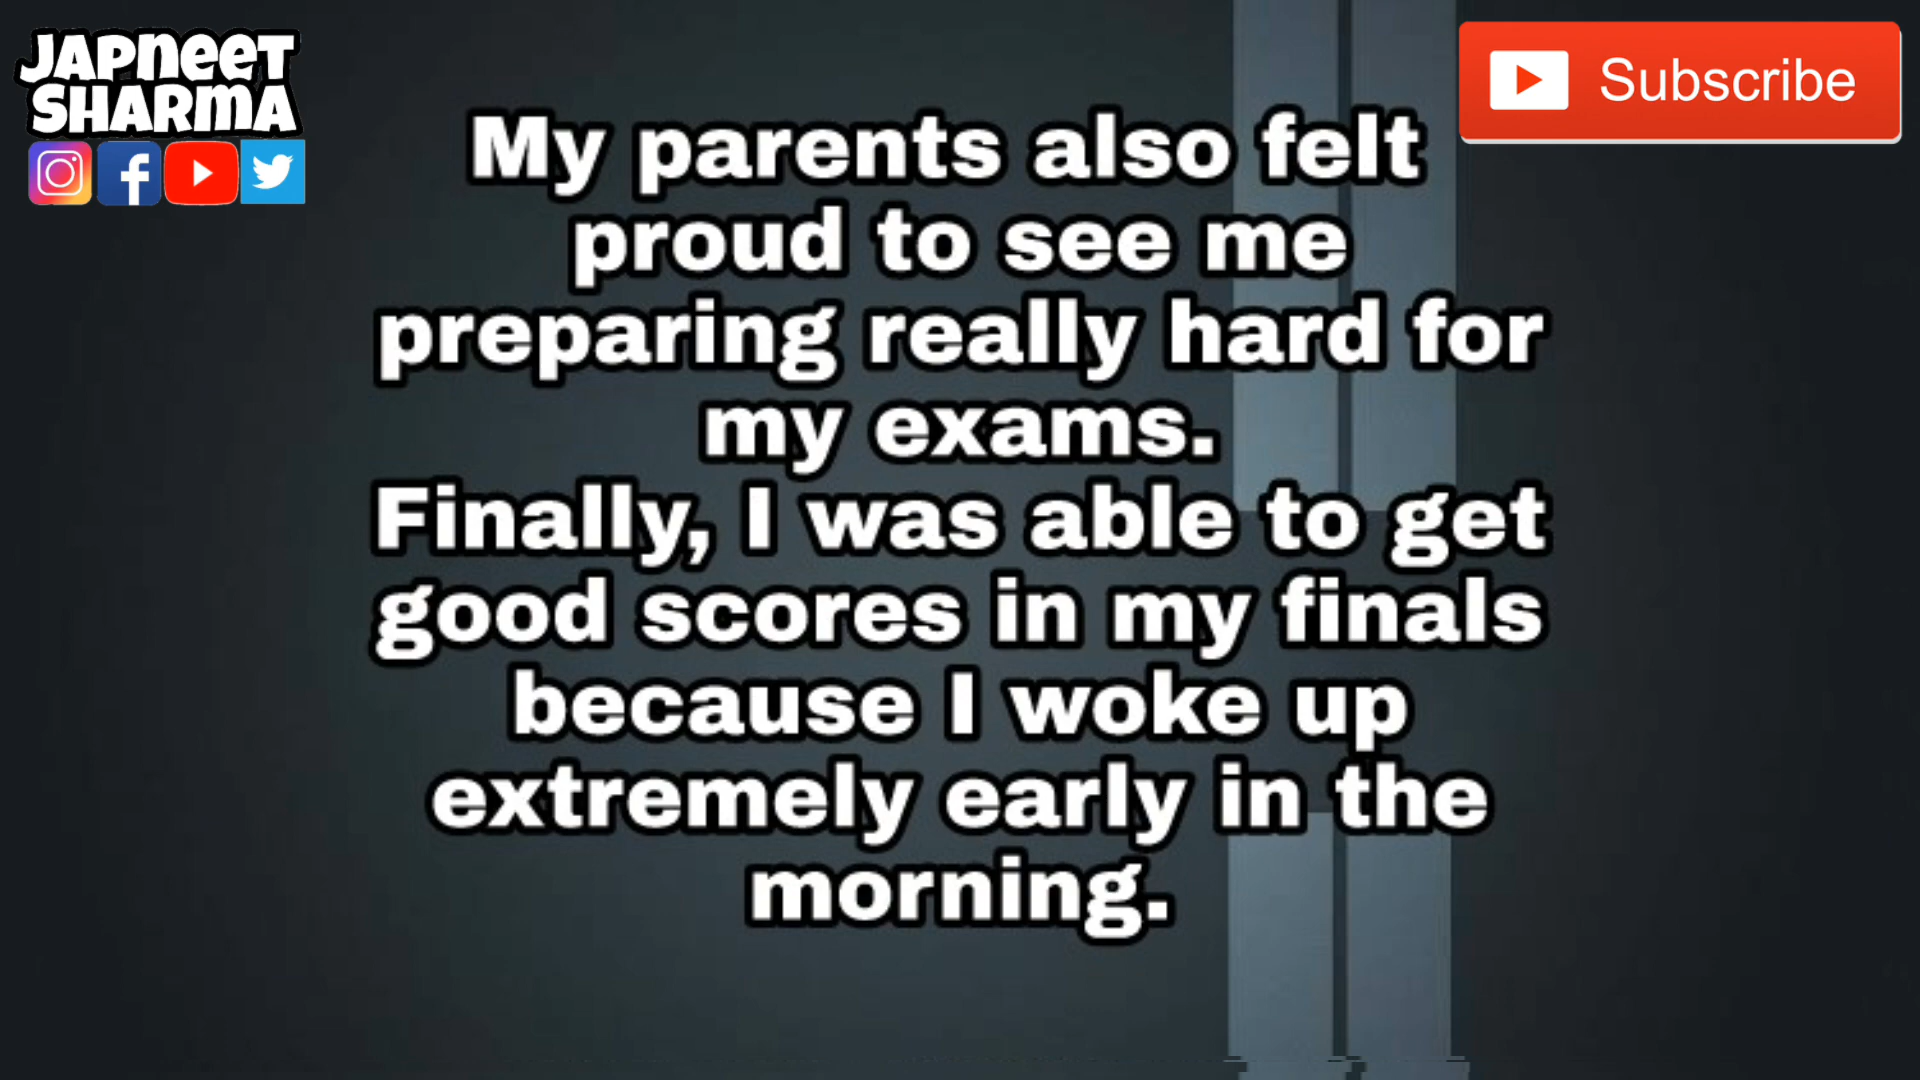 JAPNEET
SHARMA
Subscribe
My parents also felt
proud to see me
preparing really hard for
my exams.
Finally, I was able to get
good scores in my finals
because I woke up
extremely early in the
morning.